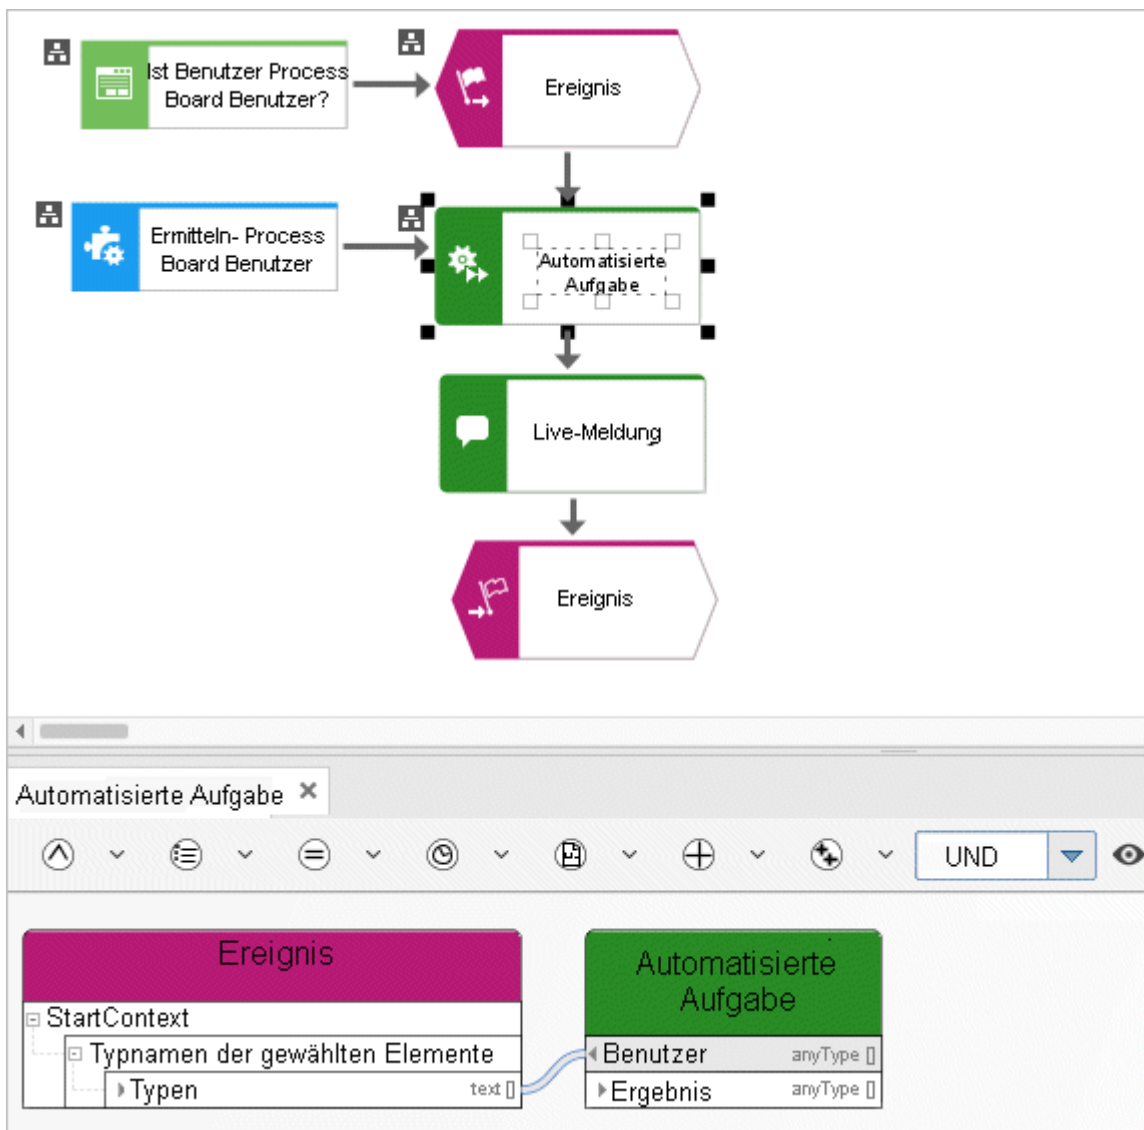 Ist Benutzer Process
Board Benutzer?
Ereignis
Ermitteln- Process
Board Benutzer
Automatisierte
Aufgabe
Live-Meldung
Ereignis
Automatisierte Aufgabe
UND
Ereignis
StartContext
Typnamen der gewählten Elemente
Typen text []
Automatisierte
Aufgabe
Benutzer anyType []
Ergebnis anyType []